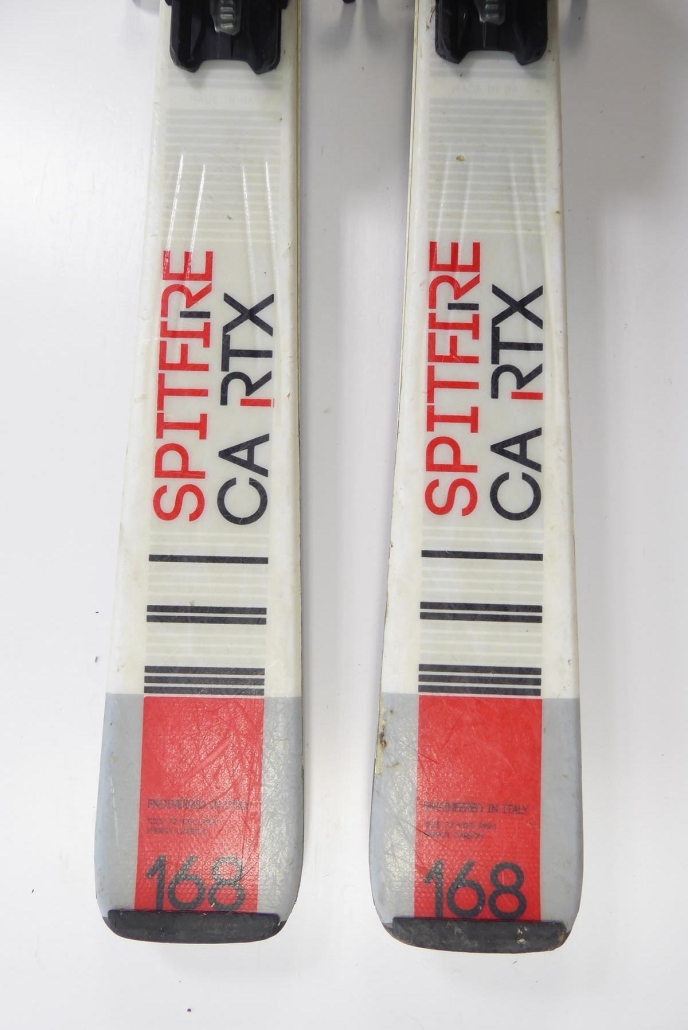 SPITFIRE
CA RTX
168
SPITFIRE
CA RTX
ENGINEERED IN ITALY
168